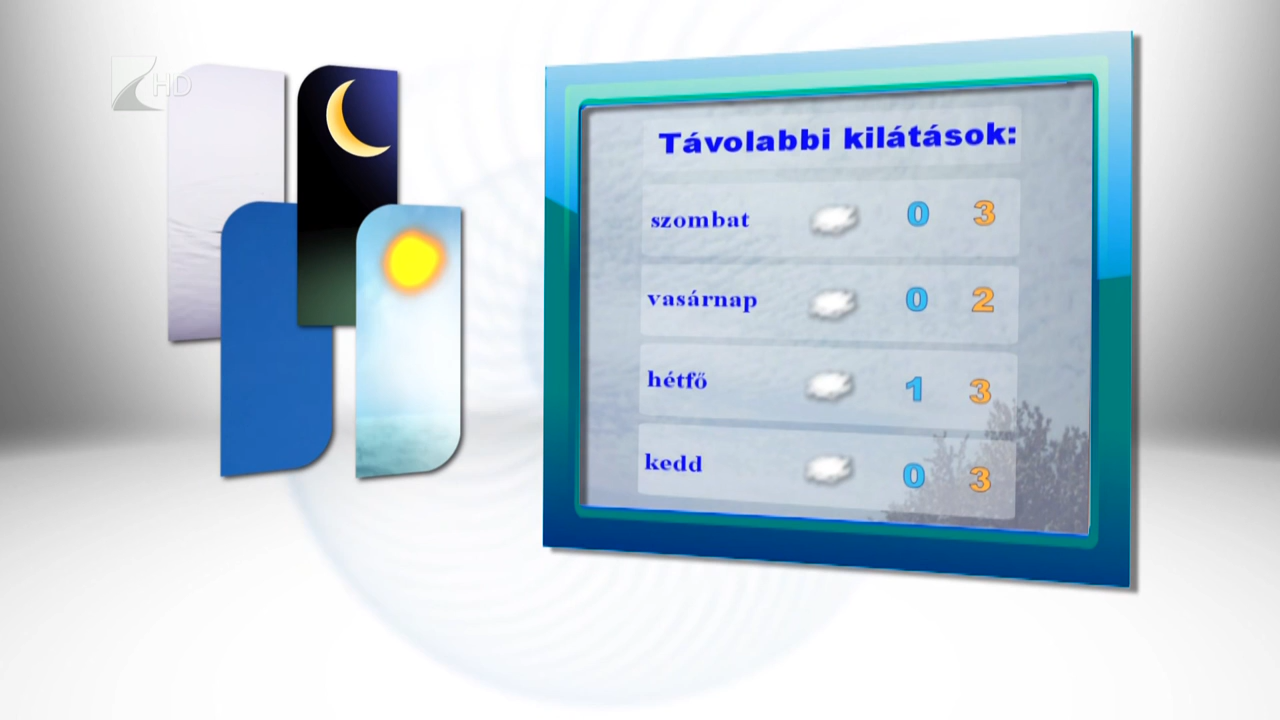 HD
Távolabbi kilátások:
szombat 0 3
vasárnap 0 2
hétfő 1 3
kedd 0 3